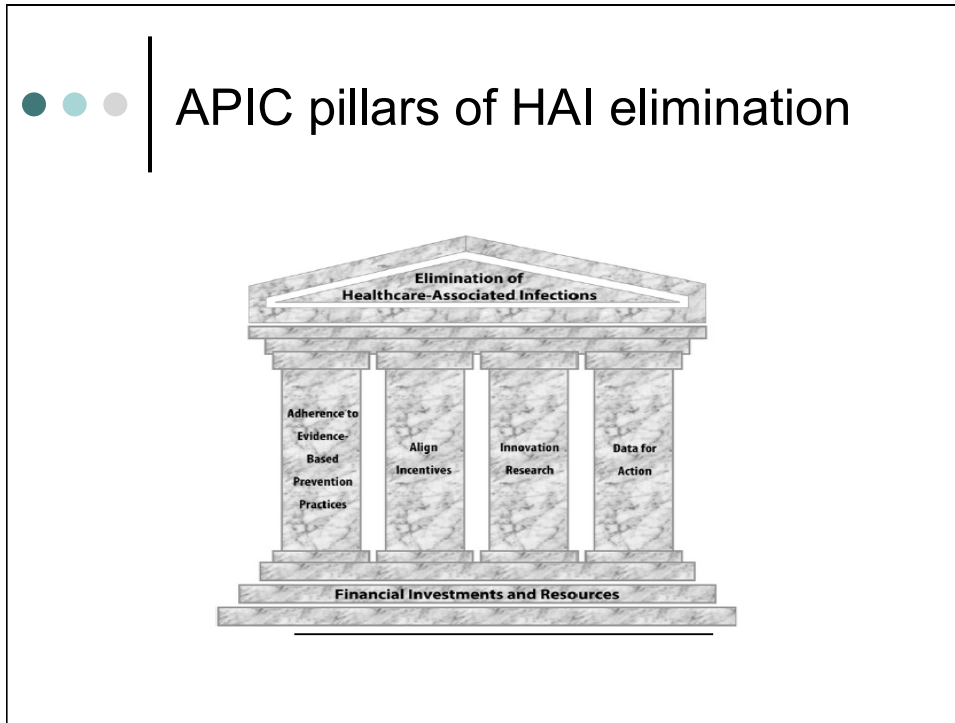 APIC pillars of HAI elimination
Elimination of
Healthcare-Associated Infections
Adherence to
Evidence-
Based
Prevention
Practices
Align
Incentives
Innovation
Research
Data for
Action
Financial Investments and Resources